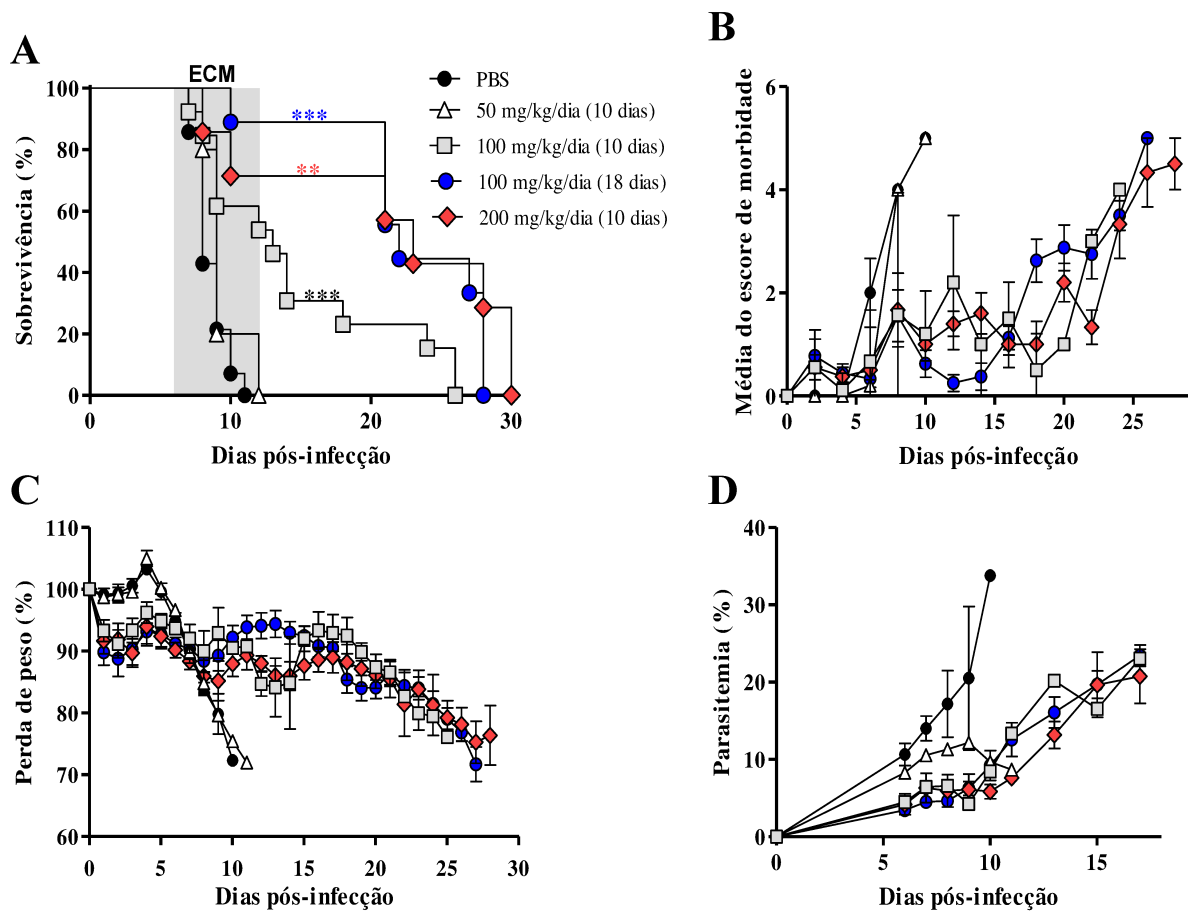 A
ECM
100
80
60
40
20
0
0 10 20 30
Sobrevivência (%)
Dias pós-infecção
***
**
***
PBS
50 mg/kg/dia (10 dias)
100 mg/kg/dia (10 dias)
100 mg/kg/dia (18 dias)
200 mg/kg/dia (10 dias)
B
Média do escore de morbidade
6
4
2
0
0 5 10 15 20 25
Dias pós-infecção
C
Perda de peso (%)
110
100
90
80
70
60
0 5 10 15 20 25 30
Dias pós-infecção
D
Parasitemia (%)
40
30
20
10
0
0 5 10 15
Dias pós-infecção